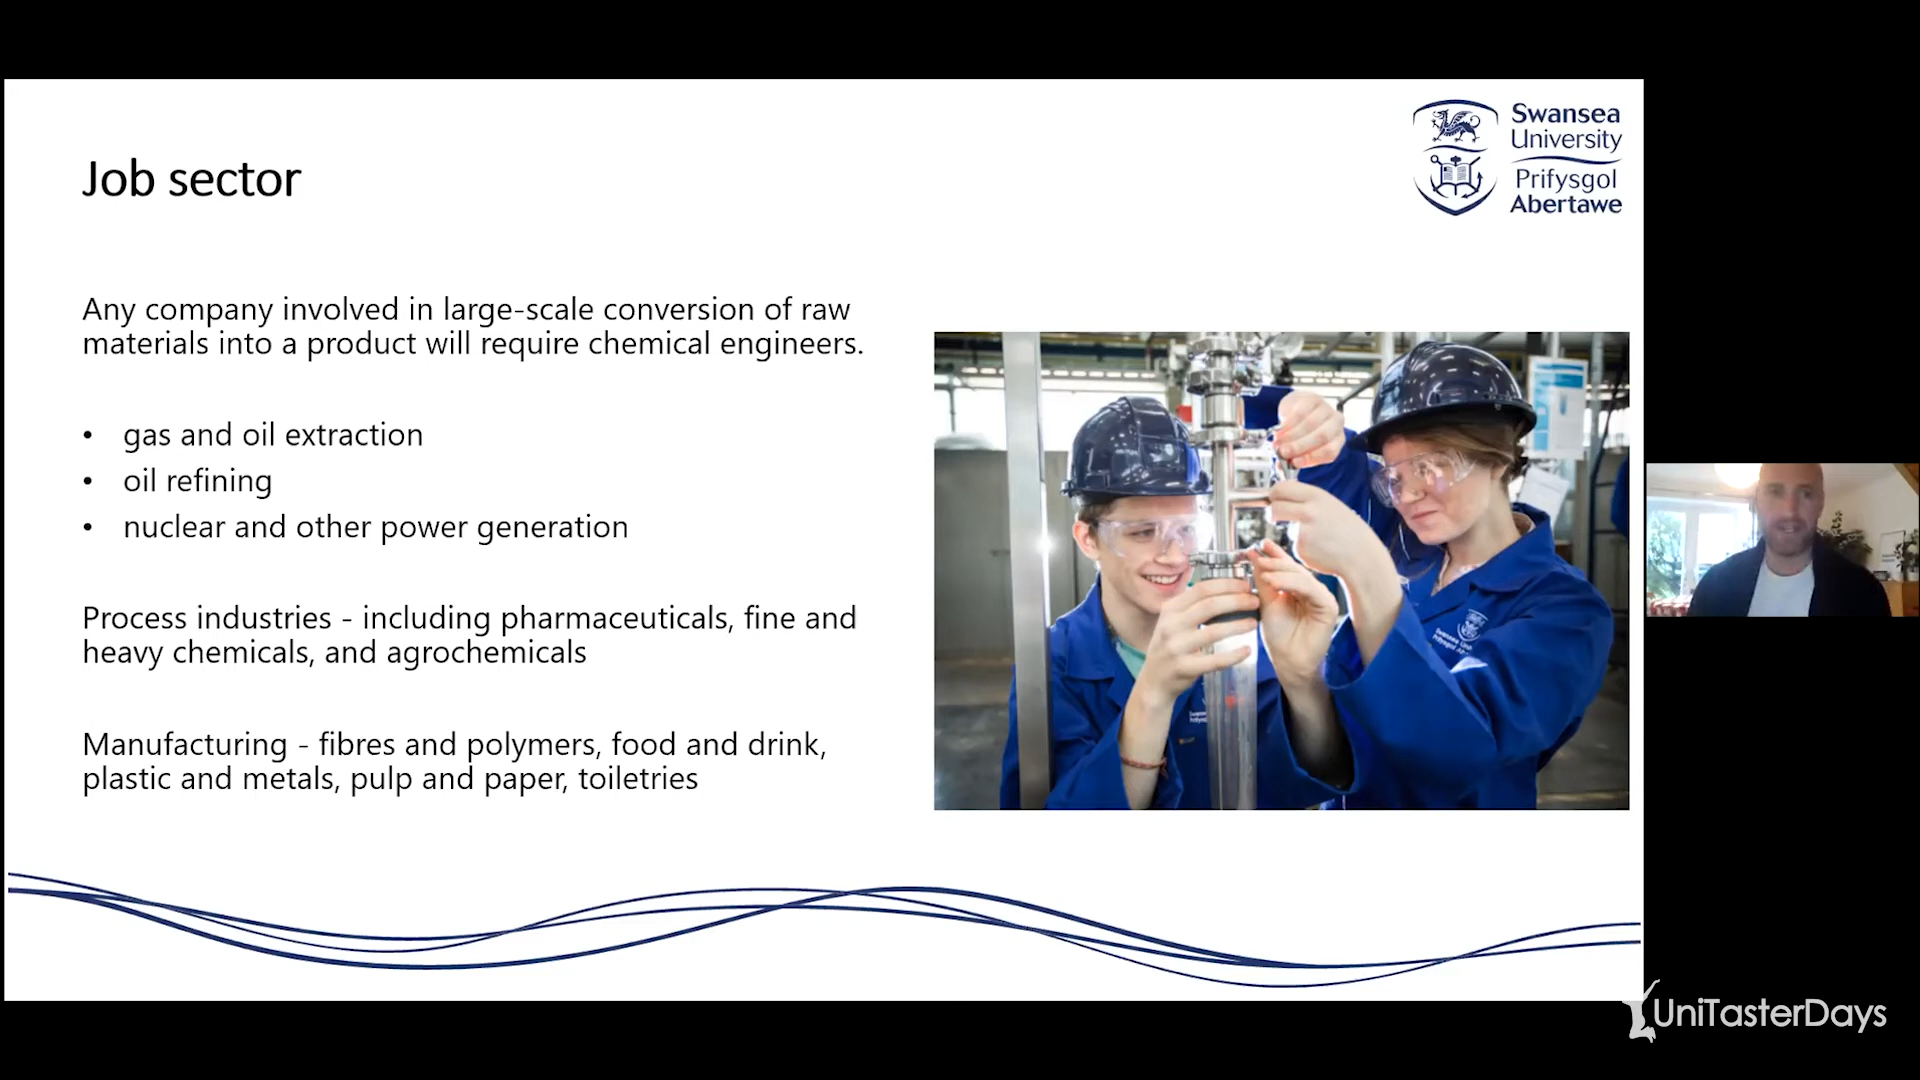 Job sector
Swansea
University
Prifysgol
Abertawe
Any company involved in large-scale conversion of raw
materials into a product will require chemical engineers.
• gas and oil extraction
• oil refining
• nuclear and other power generation
Process industries - including pharmaceuticals, fine and
heavy chemicals, and agrochemicals
Manufacturing - fibres and polymers, food and drink,
plastic and metals, pulp and paper, toiletries
UniTasterDays